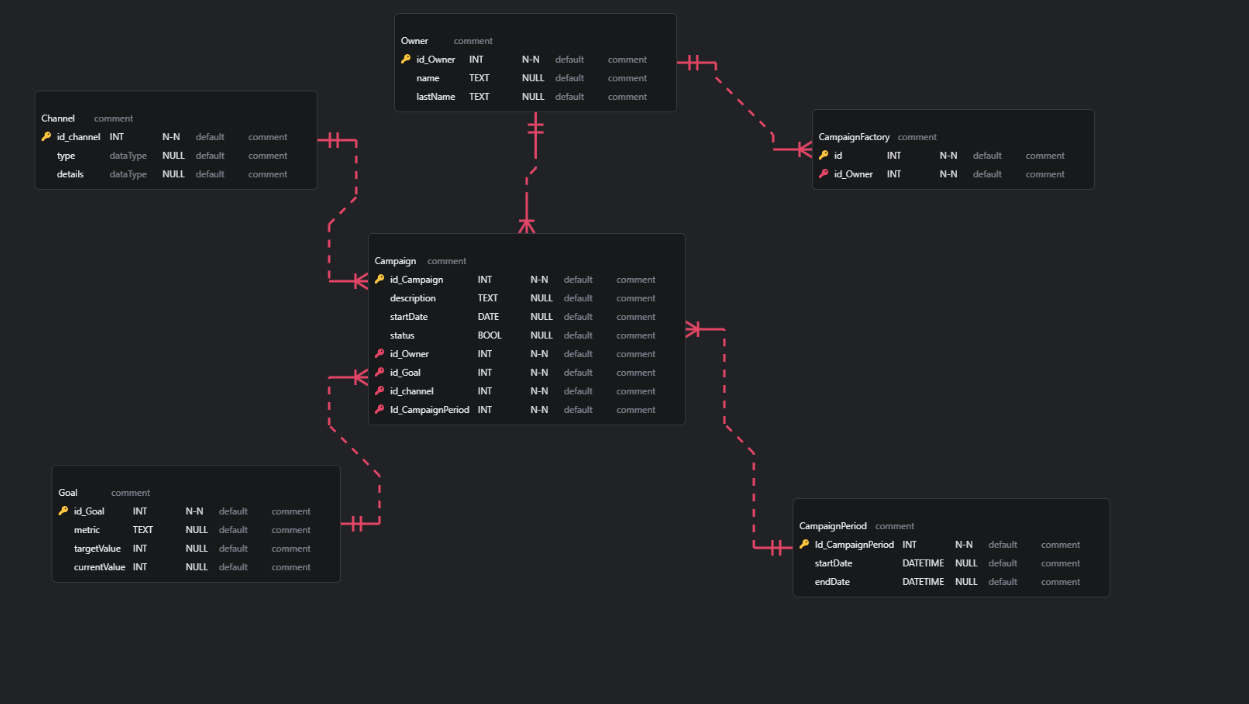 Owner comment
id_Owner INT N-N default comment
name TEXT NULL default comment
lastName TEXT NULL default comment
Channel comment
id_channel INT N-N default comment
type dataType NULL default comment
details dataType NULL default comment
CampaignFactory comment
id INT N-N default comment
id_Owner INT N-N default comment
Campaign comment
id_Campaign INT N-N default comment
description TEXT NULL default comment
startDate DATE NULL default comment
status BOOL NULL default comment
id_Owner INT N-N default comment
id_Goal INT N-N default comment
id_channel INT N-N default comment
Id_CampaignPeriod INT N-N default comment
Goal comment
id_Goal INT N-N default comment
metric TEXT NULL default comment
targetValue INT NULL default comment
currentValue INT NULL default comment
CampaignPeriod comment
Id_CampaignPeriod INT N-N default comment
startDate DATETIME NULL default comment
endDate DATETIME NULL default comment